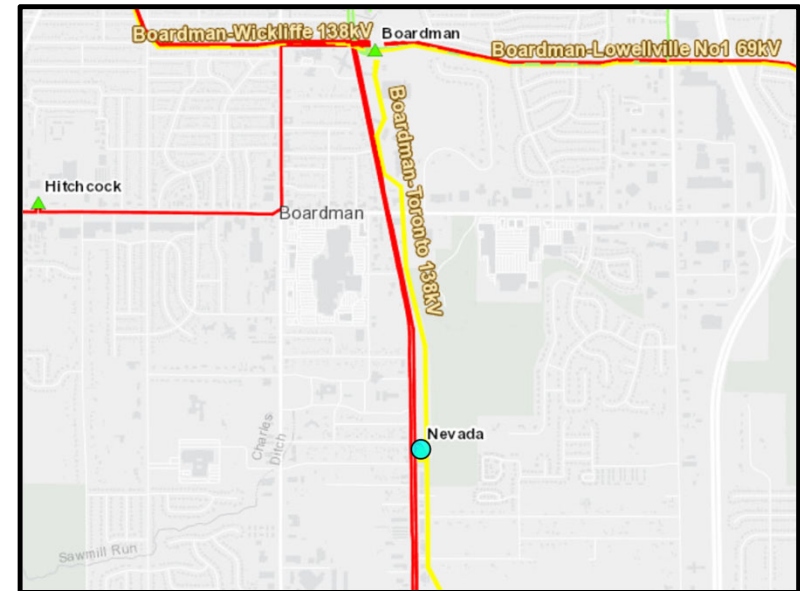 Boardman-Wickliffe 138kV
Boardman
Boardman-Lowellville No1 69kV
Boardman-Toronto 138kV
Hitchcock
Boardman
Nevada
Charles
Ditch
Sawmill Run